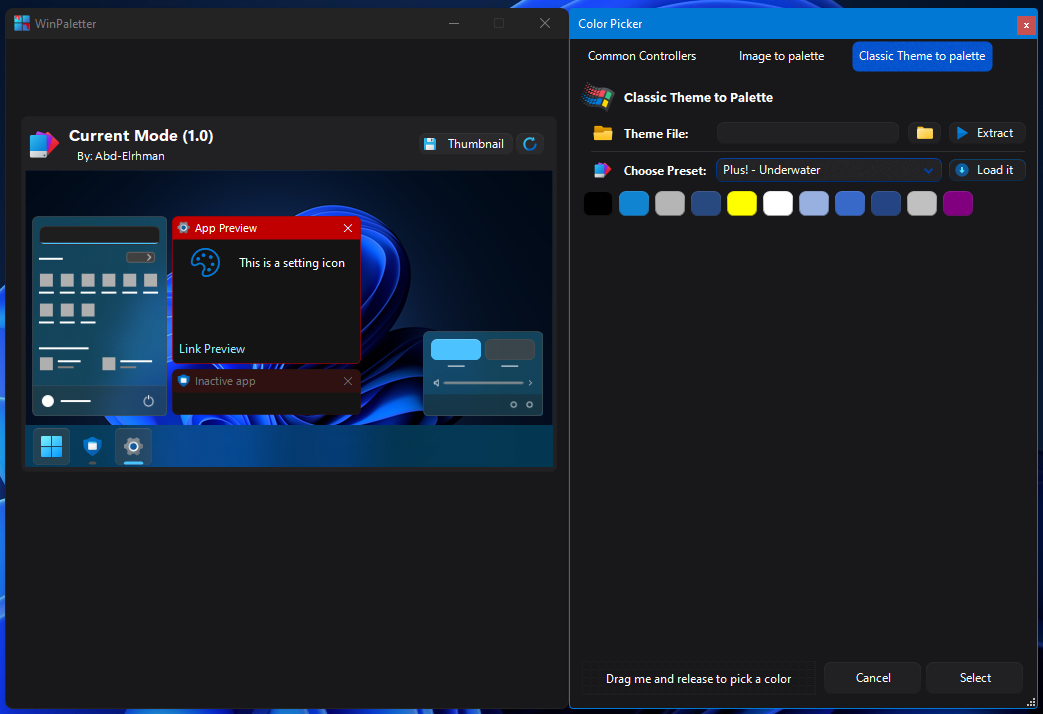 WinPaletter
Current Mode (1.0)
By: Abd-Elrhman
Thumbnail
App Preview
This is a setting icon
Link Preview
Inactive app
Color Picker
x
Common Controllers
Image to palette
Classic Theme to palette
Classic Theme to Palette
Theme File:
Extract
Choose Preset:
Plus! - Underwater
Load it
Drag me and release to pick a color
Cancel
Select